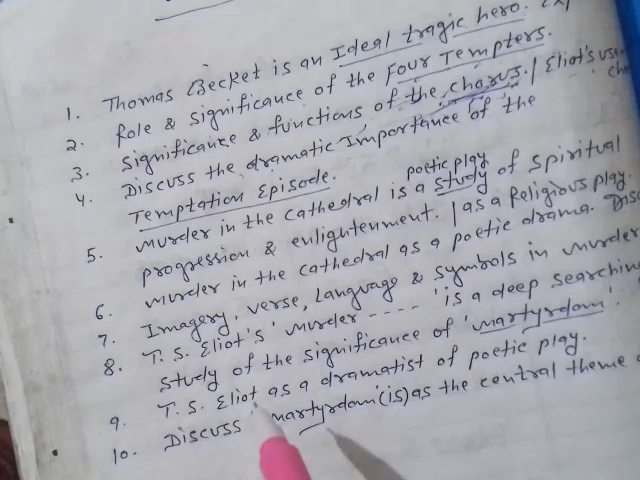 1. Thomas Becket is an Ideal tragic hero.
2. Role & significance of the Four Tempters.
3. Significance & functions of the chorus. / Eliot's use
4. Discuss the dramatic Importance of the
Temptation Episode.
poetic play
5. Murder in the cathedral is a study of spiritual
progression & enlightenment. / as a Religious play.
6. Murder in the cathedral as a poetic drama.
7. Imagery, verse, Language & symbols in Murder
8. T. S. Eliot's 'Murder ---- 'is a deep searching
study of the significance of 'martyrdom'.
9. T. S. Eliot as a dramatist of poetic play.
10. Discuss martyrdom (is) as the central theme